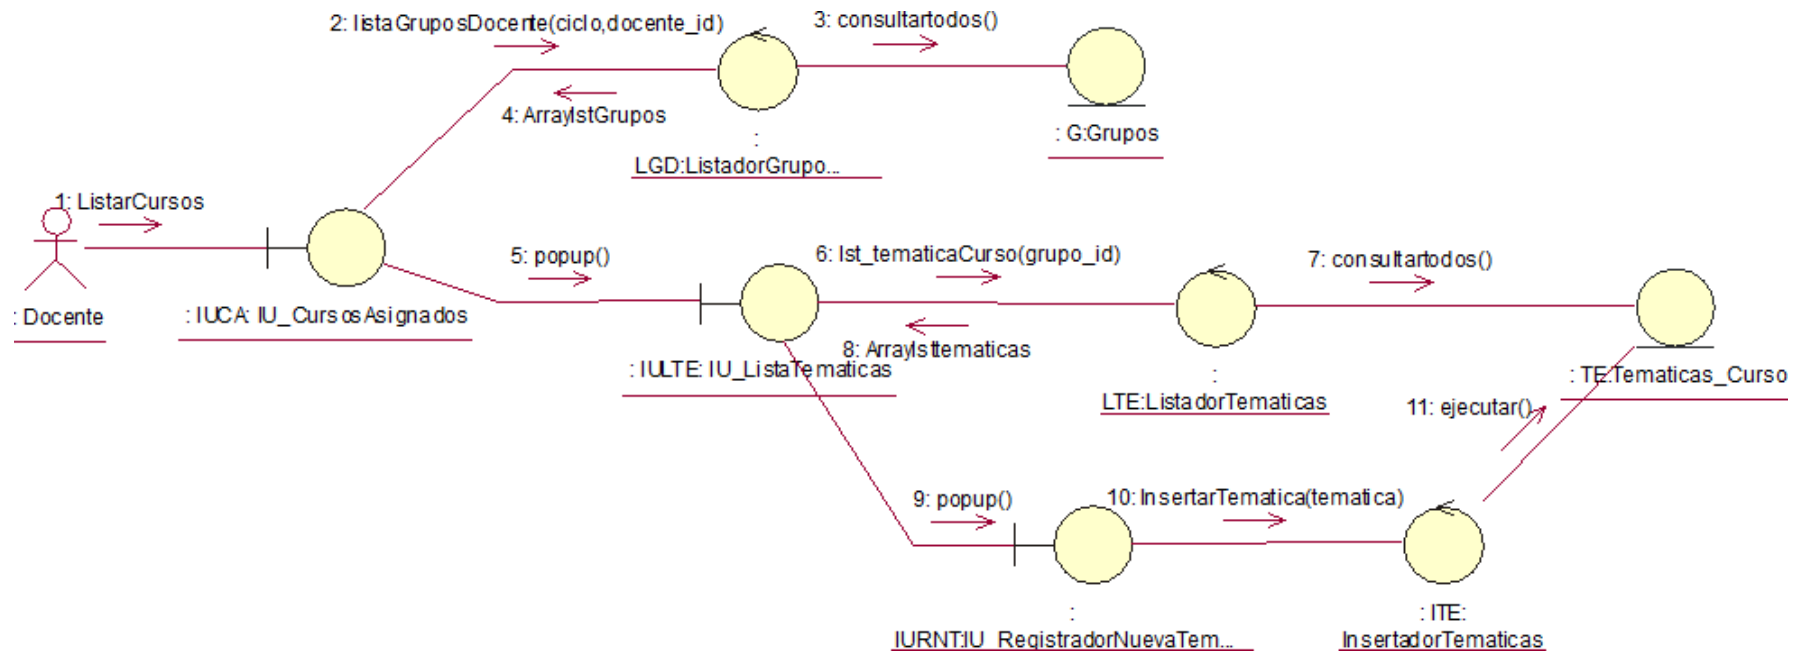 2: listaGruposDocente(ciclo,docente_id)
3: consultartodos()
4: ArraylstGrupos
:
LGD:ListadorGrupo...
: G:Grupos
1: ListarCursos
: Docente
: IUCA: IU_CursosAsignados
5: popup()
6: lst_tematicaCurso(grupo_id)
7: consultartodos()
8: Arraylsttematicas
: IULTE: IU_ListaTematicas
:
LTE:ListadorTematicas
: TE:Tematicas_Curso
11: ejecutar()
9: popup()
10: InsertarTematica(tematica)
:
IURNT:IU_RegistradorNuevaTem...
: ITE:
InsertadorTematicas